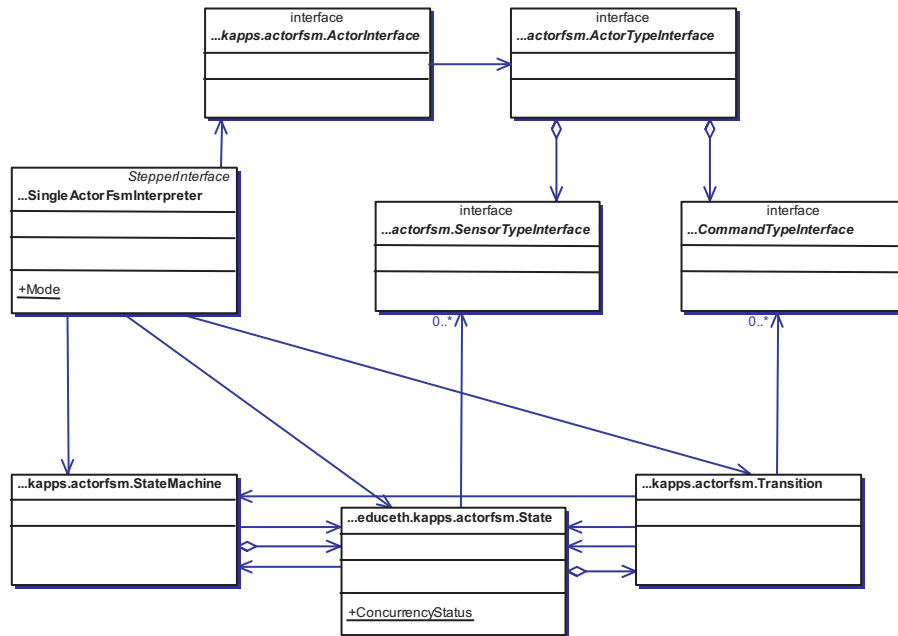 interface
...kapps.actorfsm.ActorInterface
interface
...actorfsm.ActorTypeInterface
StepperInterface
...SingleActorFsmInterpreter
+Mode
interface
...actorfsm.SensorTypeInterface
interface
...CommandTypeInterface
0..*
0..*
...kapps.actorfsm.StateMachine
...educeth.kapps.actorfsm.State
+ConcurrencyStatus
...kapps.actorfsm.Transition